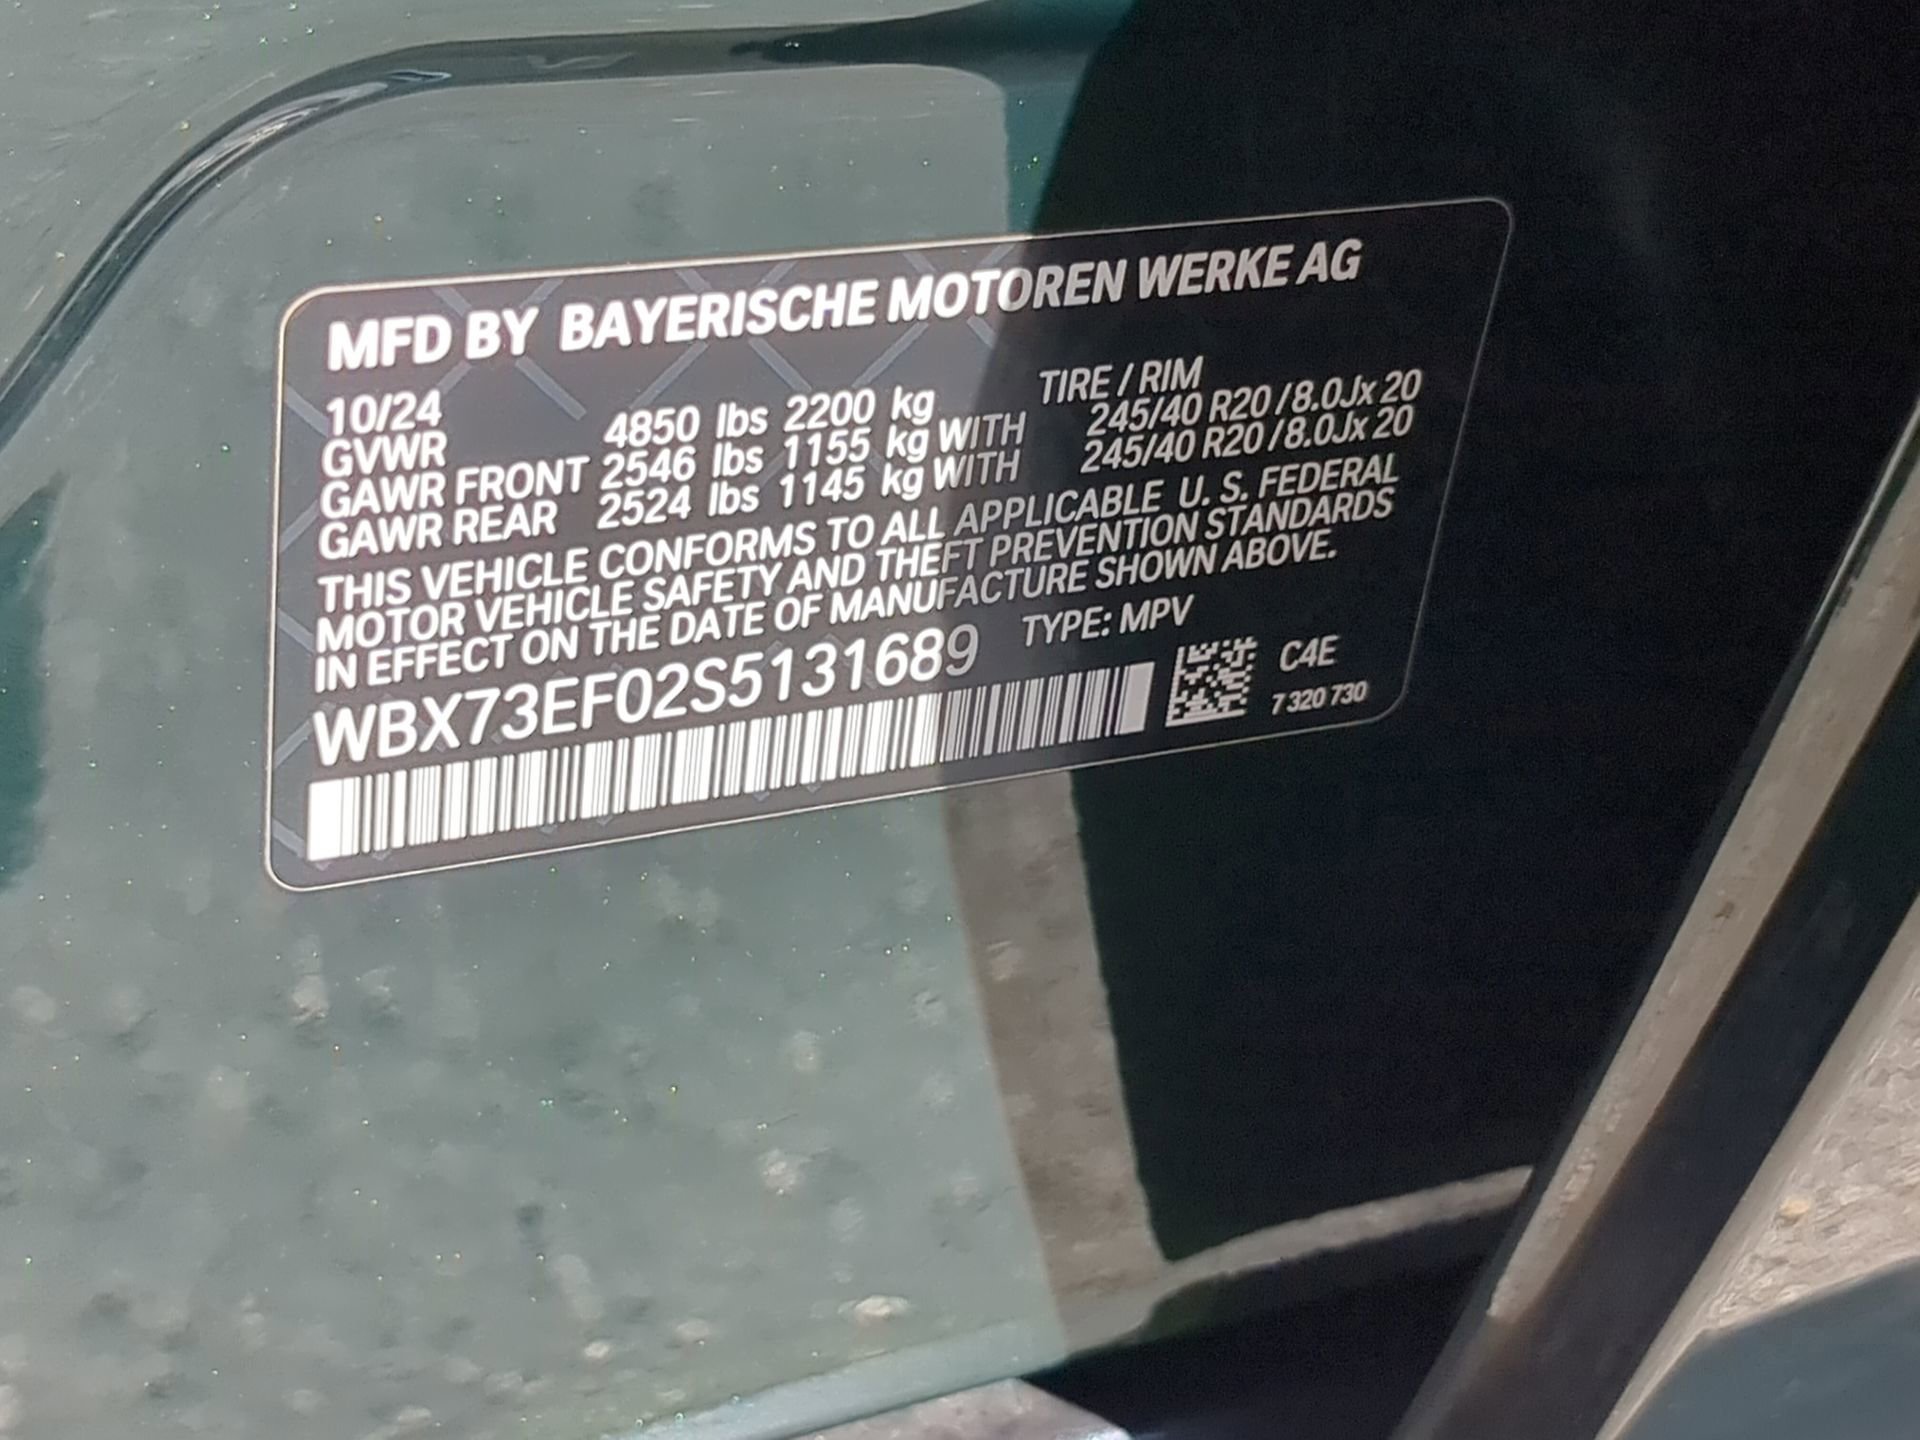 MFD BY BAYERISCHE MOTOREN WERKE AG
10/24 TIRE / RIM
GVWR 4850 lbs 2200 kg
GAWR FRONT 2546 lbs 1155 kg WITH 245/40 R20 / 8.0Jx 20
GAWR REAR 2524 lbs 1145 kg WITH 245/40 R20 / 8.0Jx 20
THIS VEHICLE CONFORMS TO ALL APPLICABLE U. S. FEDERAL
MOTOR VEHICLE SAFETY AND THEFT PREVENTION STANDARDS
IN EFFECT ON THE DATE OF MANUFACTURE SHOWN ABOVE.
WBX73EF02S5131689 TYPE: MPV
C4E
7 320 730